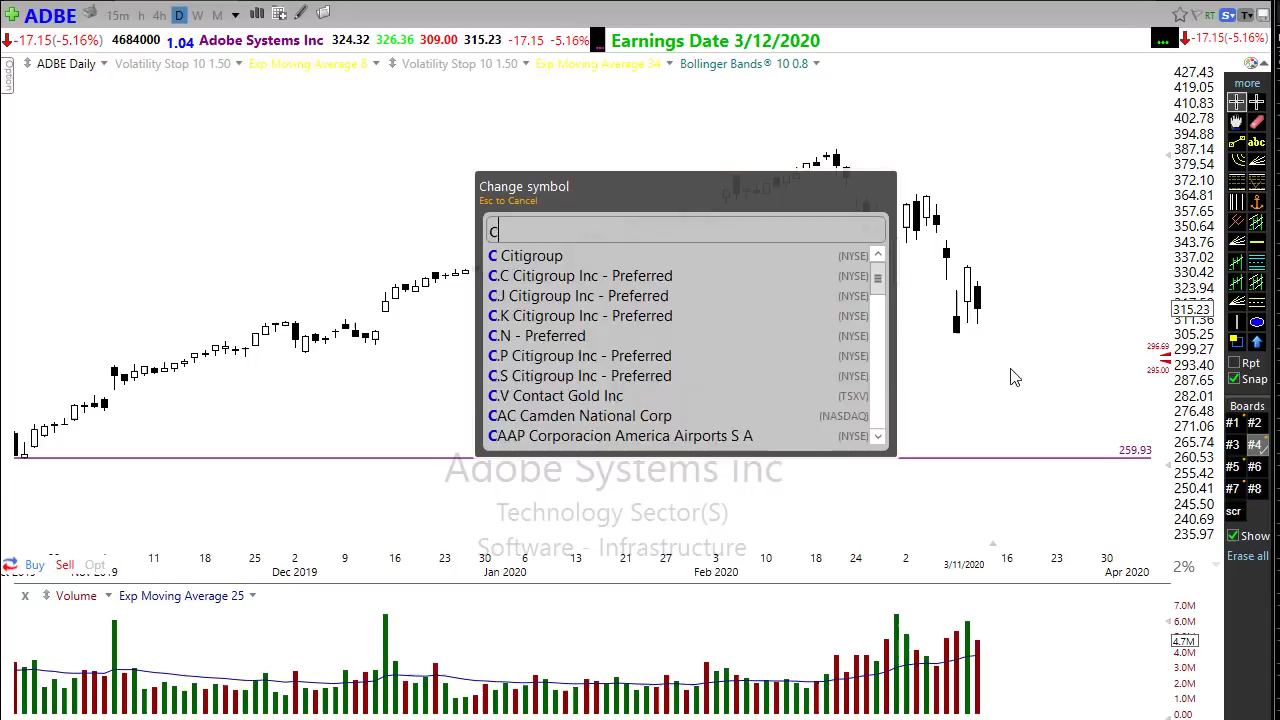 ADBE 15m h 4h D W M RT S T
-17.15(-5.16%) 4684000 1.04 Adobe Systems Inc 324.32 326.36 309.00 315.23 -17.15 -5.16% ... Earnings Date 3/12/2020 ... -17.15(-5.16%)
Option
ADBE Daily Volatility Stop 10 1.50 Exp Moving Average 8 Volatility Stop 10 1.50 Exp Moving Average 34 Bollinger Bands® 10 0.8
427.43
419.05
410.83
402.78
394.88
387.14
379.54
372.10
364.81
357.65
350.64
343.76
337.02
330.42
323.94
315.23
311.36
305.25
299.27
293.40
287.65
282.01
276.48
271.06
265.74
260.53
255.42
250.41
245.50
240.69
235.97
296.69
295.00
259.93
more
abc
Rpt
Snap
Boards
#1 #2
#3 #4
#5 #6
#7 #8
scr
Show
Erase all
Change symbol
Esc to Cancel
c
C Citigroup (NYSE)
C.C Citigroup Inc - Preferred (NYSE)
C.J Citigroup Inc - Preferred (NYSE)
C.K Citigroup Inc - Preferred (NYSE)
C.N - Preferred (NYSE)
C.P Citigroup Inc - Preferred (NYSE)
C.S Citigroup Inc - Preferred (NYSE)
C.V Contact Gold Inc (TSXV)
CAC Camden National Corp (NASDAQ)
CAAP Corporacion America Airports S A (NYSE)
Adobe Systems Inc
Technology Sector(S)
Software - Infrastructure
11 18 25 2 9 16 23 30 6 13 21 27 3 10 18 24 2 3/11/2020 16 23 30
Buy Sell Opt 2%
Nov 2019 Dec 2019 Jan 2020 Feb 2020 Apr 2020
x Volume Exp Moving Average 25
7.0M
6.0M
4.7M
4.0M
3.0M
2.0M
1.0M
0.00